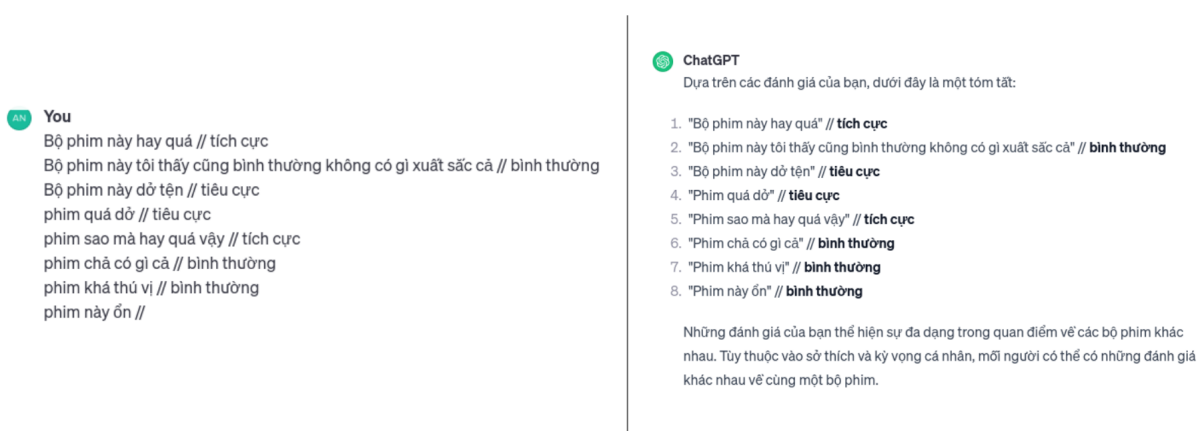 AN
You
Bộ phim này hay quá // tích cực
Bộ phim này tôi thấy cũng bình thường không có gì xuất sắc cả // bình thường
Bộ phim này dở tện // tiêu cực
phim quá dở // tiêu cực
phim sao mà hay quá vậy // tích cực
phim chả có gì cả // bình thường
phim khá thú vị // bình thường
phim này ổn //
ChatGPT
Dựa trên các đánh giá của bạn, dưới đây là một tóm tắt:
1. "Bộ phim này hay quá" // tích cực
2. "Bộ phim này tôi thấy cũng bình thường không có gì xuất sắc cả" // bình thường
3. "Bộ phim này dở tện" // tiêu cực
4. "Phim quá dở" // tiêu cực
5. "Phim sao mà hay quá vậy" // tích cực
6. "Phim chả có gì cả" // bình thường
7. "Phim khá thú vị" // bình thường
8. "Phim này ổn" // bình thường
Những đánh giá của bạn thể hiện sự đa dạng trong quan điểm về các bộ phim khác
nhau. Tùy thuộc vào sở thích và kỳ vọng cá nhân, mỗi người có thể có những đánh giá
khác nhau về cùng một bộ phim.